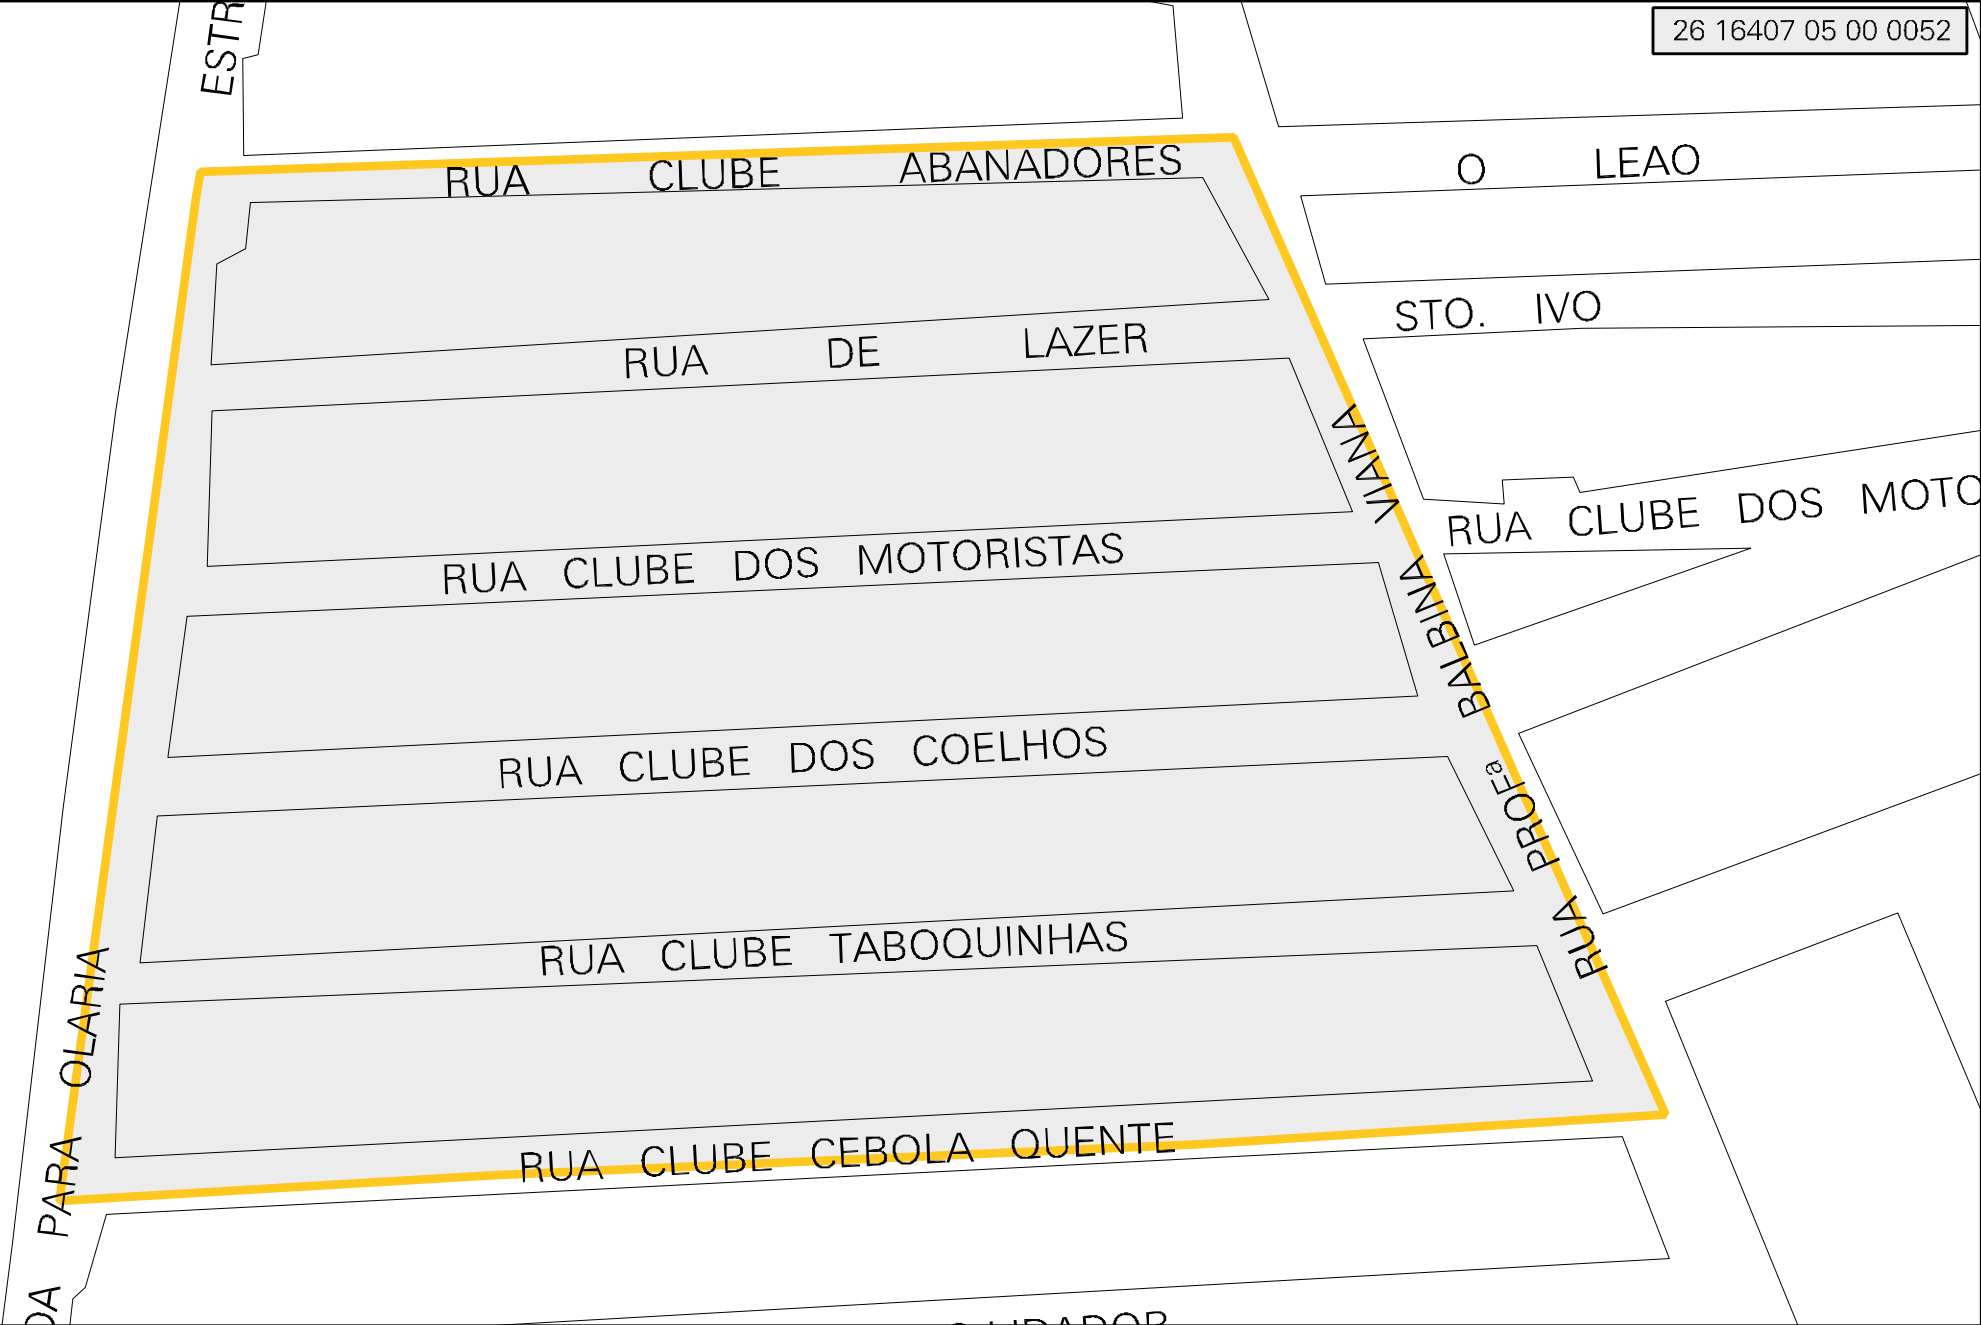 26 16407 05 00 0052
ESTR
RUA CLUBE ABANADORES
O LEAO
STO. IVO
RUA DE LAZER
RUA CLUBE DOS MOTO
RUA CLUBE DOS MOTORISTAS
RUA PROFª BALBINA VIANA
RUA CLUBE DOS COELHOS
RUA CLUBE TABOQUINHAS
DA PARA OLARIA
RUA CLUBE CEBOLA QUENTE
LIDADOR